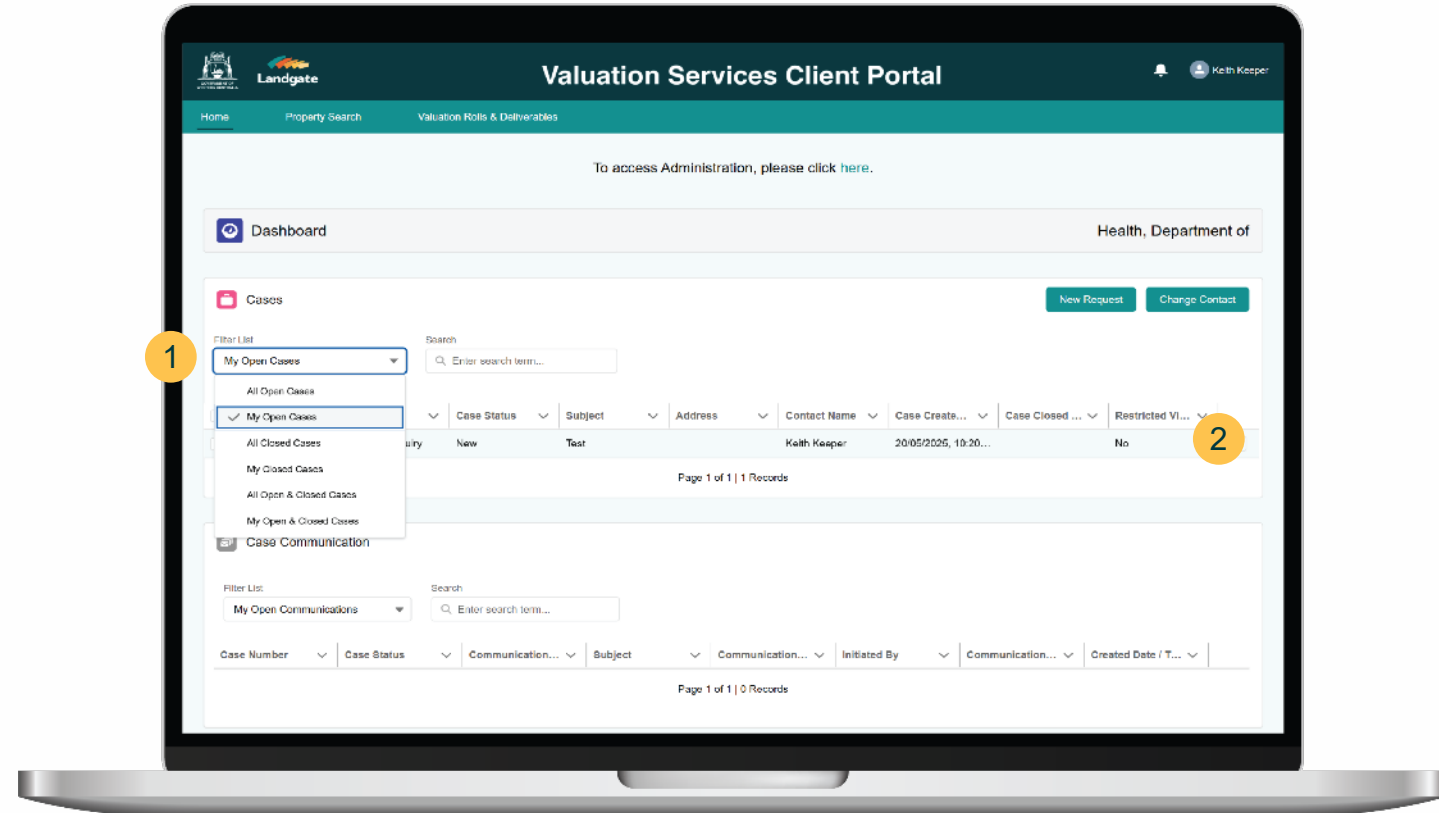 Landgate
Valuation Services Client Portal
Keith Keeper
Home Property Search Valuation Rolls & Deliverables
To access Administration, please click here.
Dashboard Health, Department of
Cases New Request Change Contact
Filter List Search
1
My Open Cases Enter search term...
All Open Cases
My Open Cases Case Status Subject Address Contact Name Case Create... Case Closed ... Restricted Vi...
All Closed Cases uiry New Test Keith Keeper 20/05/2025, 10:20... No 2
My Closed Cases
Page 1 of 1 | 1 Records
All Open & Closed Cases
My Open & Closed Cases
Case Communication
Filter List Search
My Open Communications Enter search term...
Case Number Case Status Communication... Subject Communication... Initiated By Communication... Created Date / T...
Page 1 of 1 | 0 Records